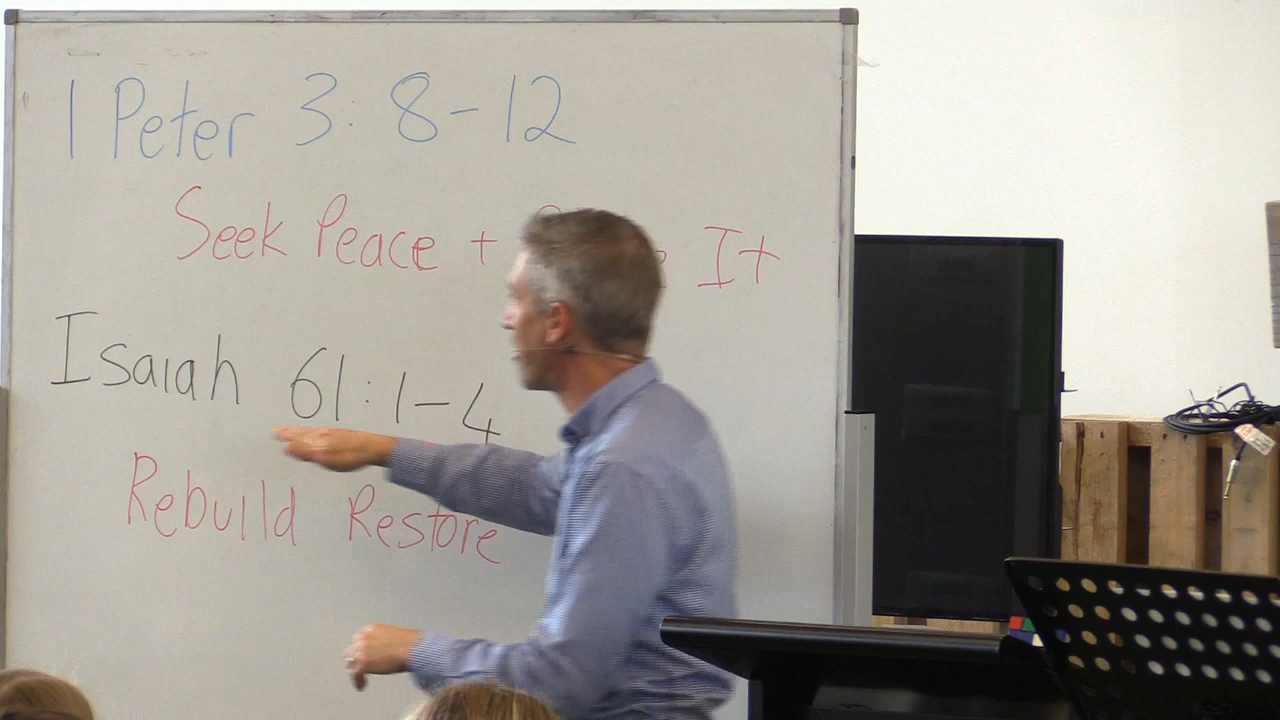 1 Peter 3:8-12
Seek Peace + It
Isaiah 61:1-4
Rebuild Restore